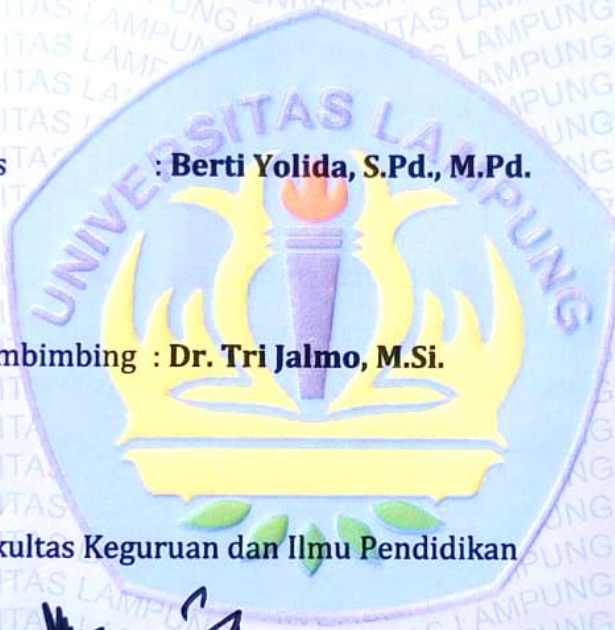 UNIVERSITAS LAMPUNG
s : Berti Yolida, S.Pd., M.Pd.
mbimbing : Dr. Tri Jalmo, M.Si.
kultas Keguruan dan Ilmu Pendidikan